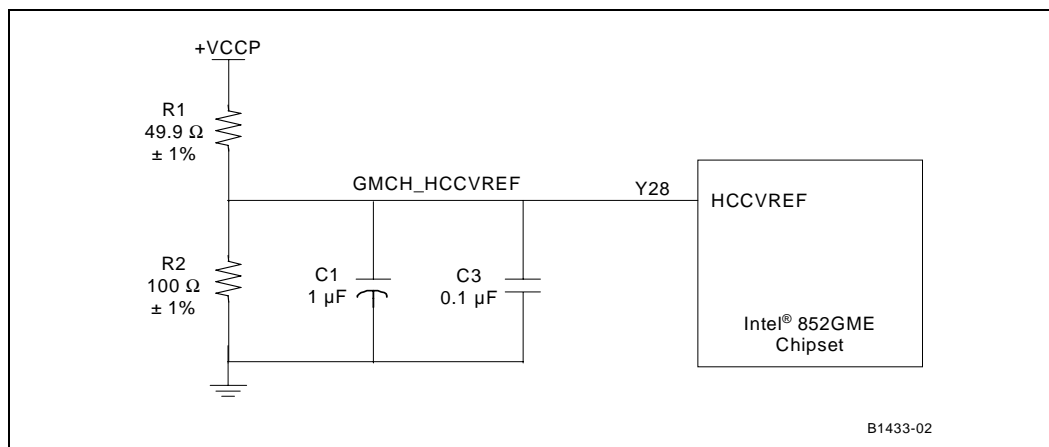 +VCCP
R1
49.9 Ω
± 1%
GMCH_HCCVREF
Y28
HCCVREF
R2
100 Ω
± 1%
C1
1 µF
C3
0.1 µF
Intel® 852GME
Chipset
B1433-02